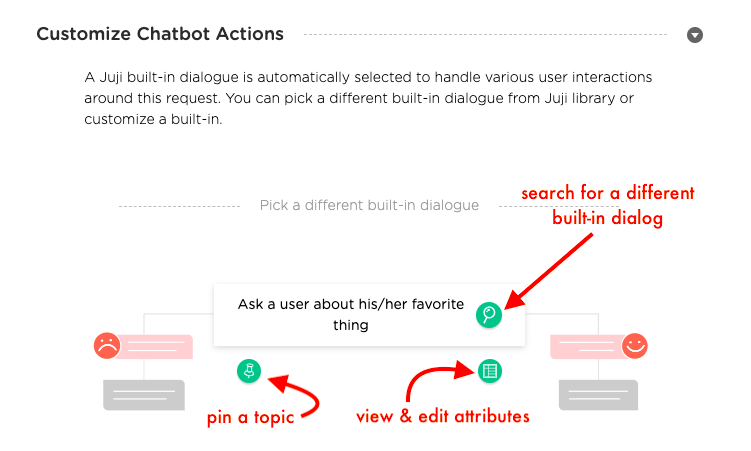 Customize Chatbot Actions
A Juji built-in dialogue is automatically selected to handle various user interactions
around this request. You can pick a different built-in dialogue from Juji library or
customize a built-in.
search for a different
built-in dialog
Pick a different built-in dialogue
Ask a user about his/her favorite
thing
pin a topic
view & edit attributes